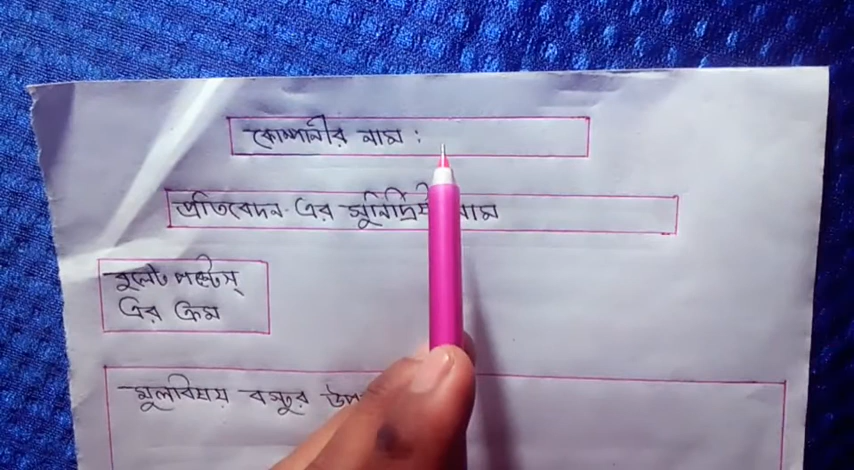 কোম্পানীর নাম :
প্রতিবেদন-এর নাম
বুলেট পয়েন্টস্
এর ক্রম
মূলবিষয় বস্তুর